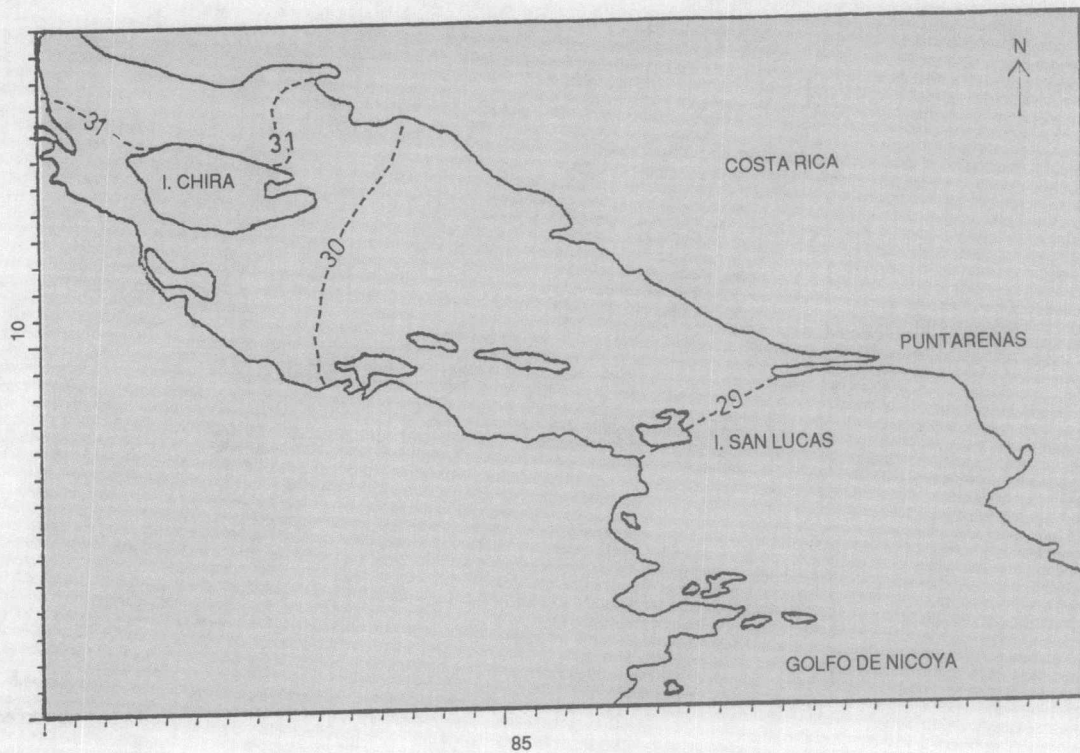 N
31
31
COSTA RICA
I. CHIRA
30
10
PUNTARENAS
29
I. SAN LUCAS
GOLFO DE NICOYA
85